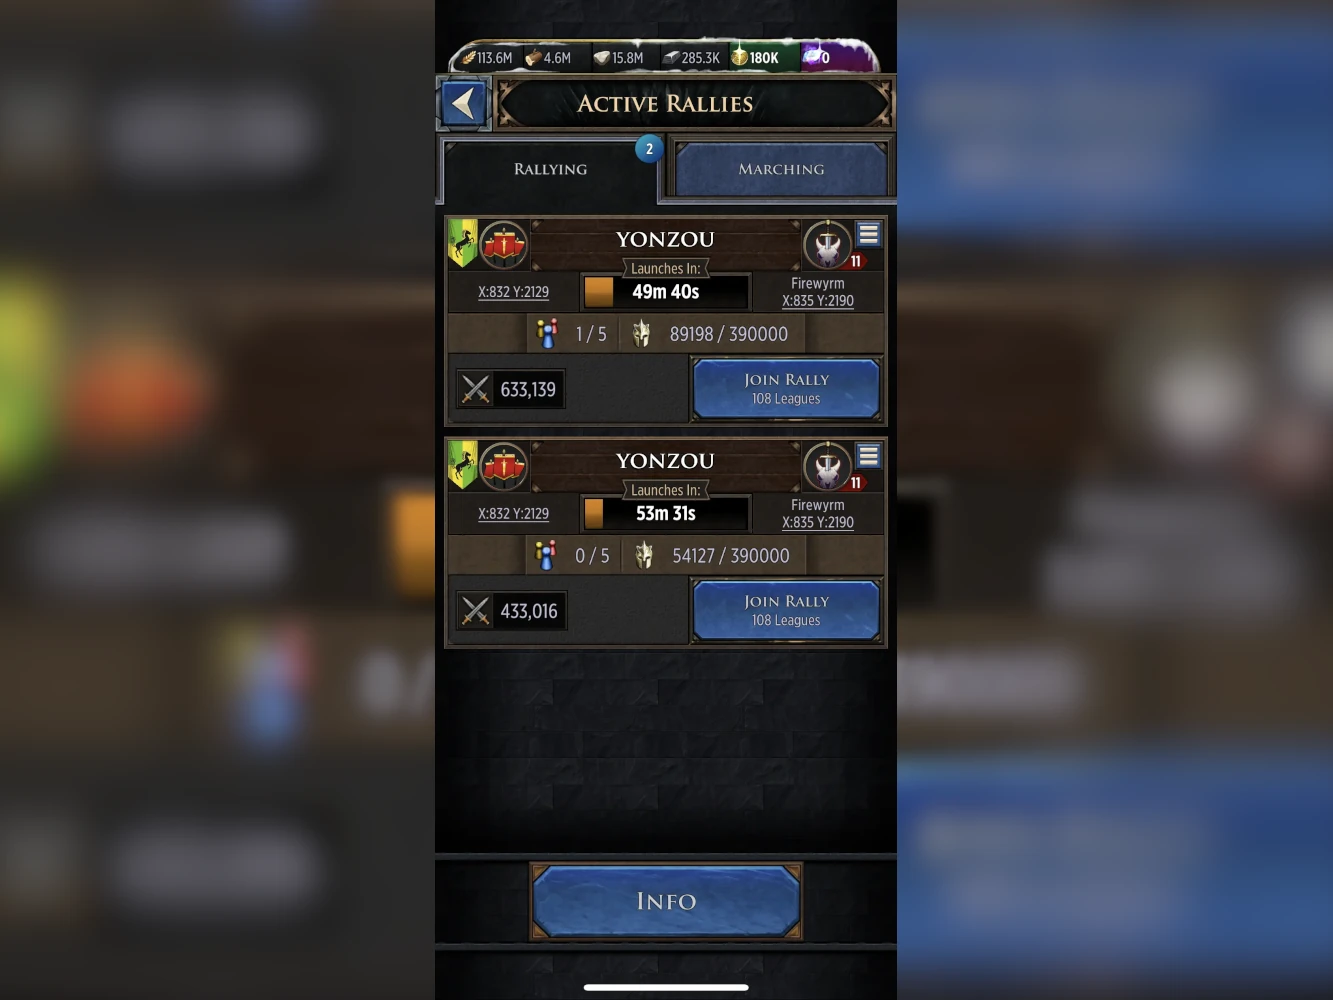 113.6M 4.6M 15.8M 285.3K 180K 0
ACTIVE RALLIES
RALLYING 2 MARCHING
YONZOU
11
Launches In:
X:832 Y:2129 49m 40s Firewyrm
X:835 Y:2190
1 / 5 89198 / 390000
633,139 JOIN RALLY
108 Leagues
YONZOU
11
Launches In:
X:832 Y:2129 53m 31s Firewyrm
X:835 Y:2190
0 / 5 54127 / 390000
433,016 JOIN RALLY
108 Leagues
INFO